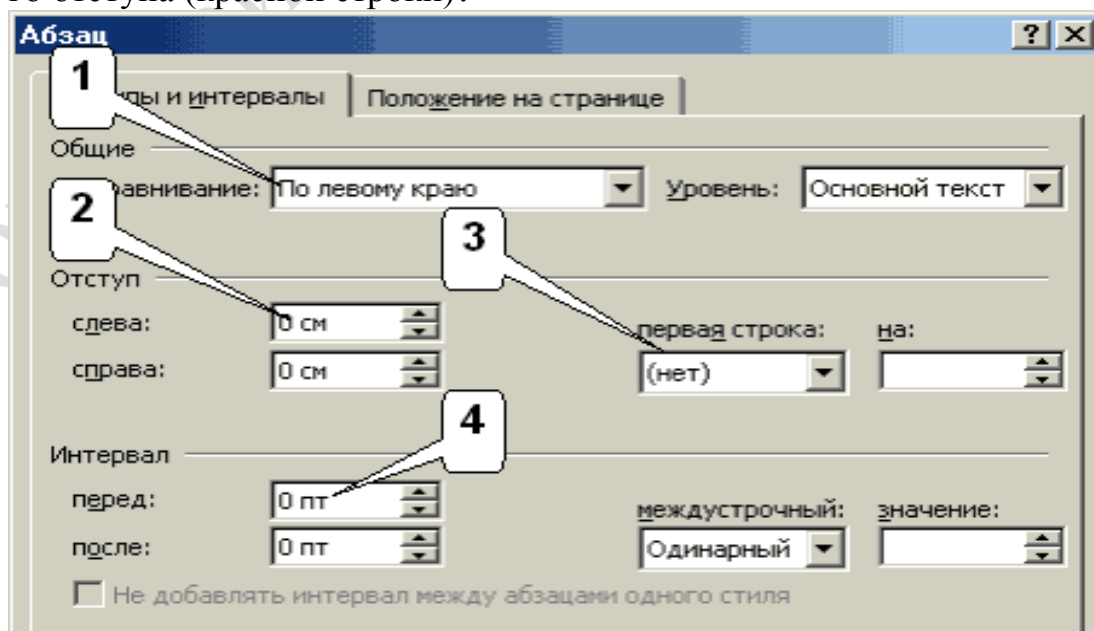 го отступа (красной строки)?
Абзац
1
пы и интервалы Положение на странице
Общие
равнивание: По левому краю Уровень: Основной текст
2
3
Отступ
слева: 0 см первая строка: на:
справа: 0 см (нет)
4
Интервал
перед: 0 пт междустрочный: значение:
после: 0 пт Одинарный
Не добавлять интервал между абзацами одного стиля